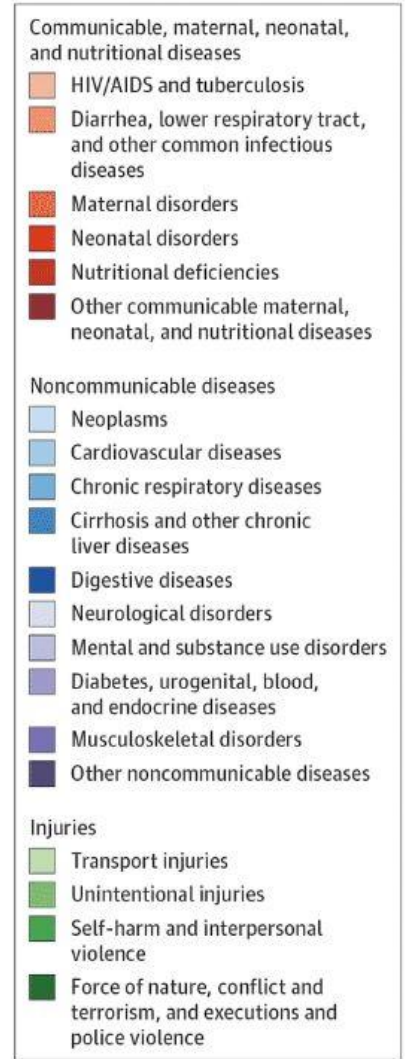 Communicable, maternal, neonatal,
and nutritional diseases
HIV/AIDS and tuberculosis
Diarrhea, lower respiratory tract,
and other common infectious
diseases
Maternal disorders
Neonatal disorders
Nutritional deficiencies
Other communicable maternal,
neonatal, and nutritional diseases
Noncommunicable diseases
Neoplasms
Cardiovascular diseases
Chronic respiratory diseases
Cirrhosis and other chronic
liver diseases
Digestive diseases
Neurological disorders
Mental and substance use disorders
Diabetes, urogenital, blood,
and endocrine diseases
Musculoskeletal disorders
Other noncommunicable diseases
Injuries
Transport injuries
Unintentional injuries
Self-harm and interpersonal
violence
Force of nature, conflict and
terrorism, and executions and
police violence